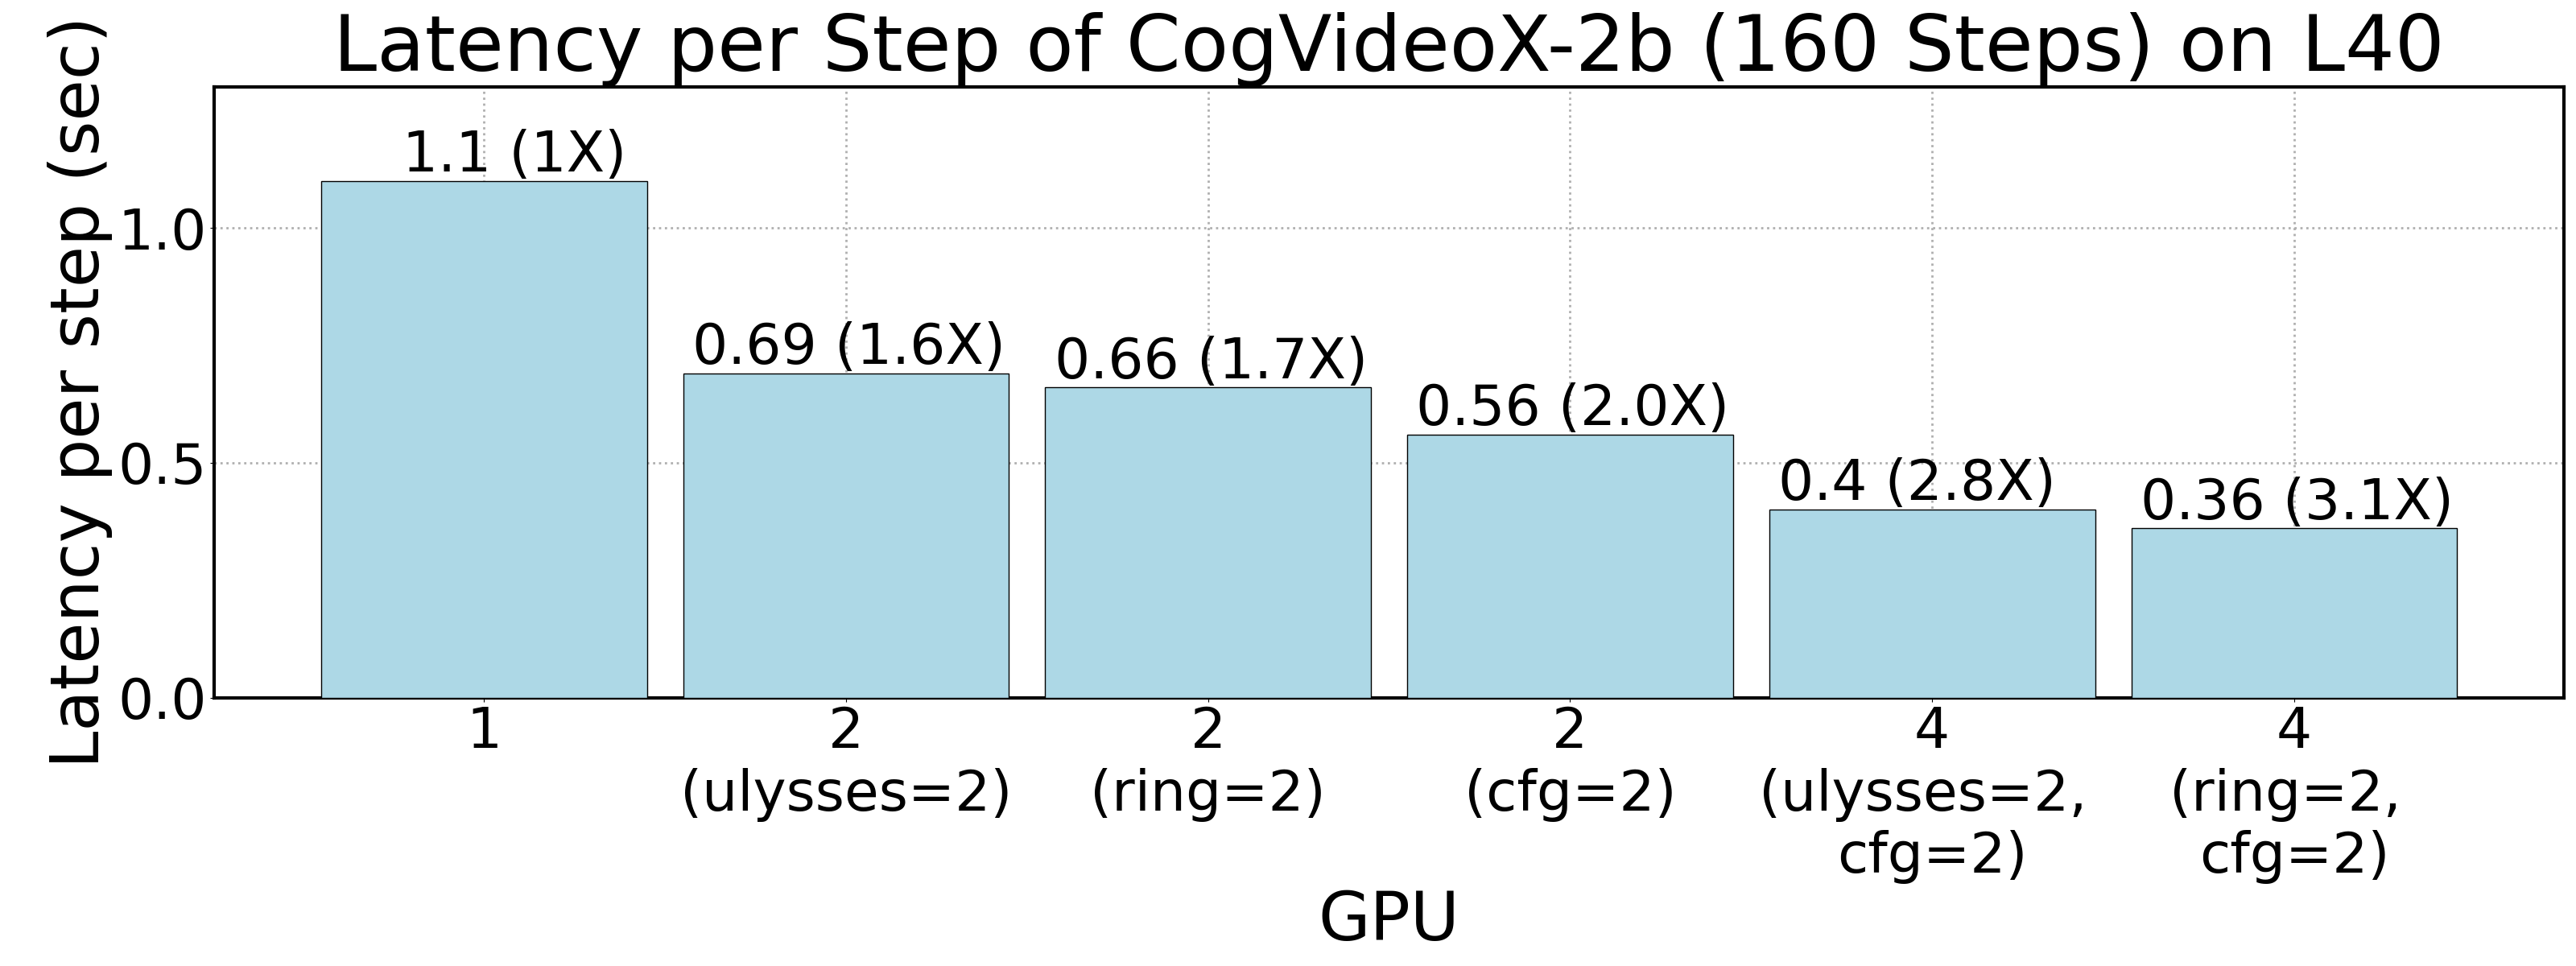 Latency per Step of CogVideoX-2b (160 Steps) on L40
Latency per step (sec)
1.0
0.5
0.0
1.1 (1X)
0.69 (1.6X)
0.66 (1.7X)
0.56 (2.0X)
0.4 (2.8X)
0.36 (3.1X)
1
2
(ulysses=2)
2
(ring=2)
2
(cfg=2)
4
(ulysses=2,
cfg=2)
4
(ring=2,
cfg=2)
GPU